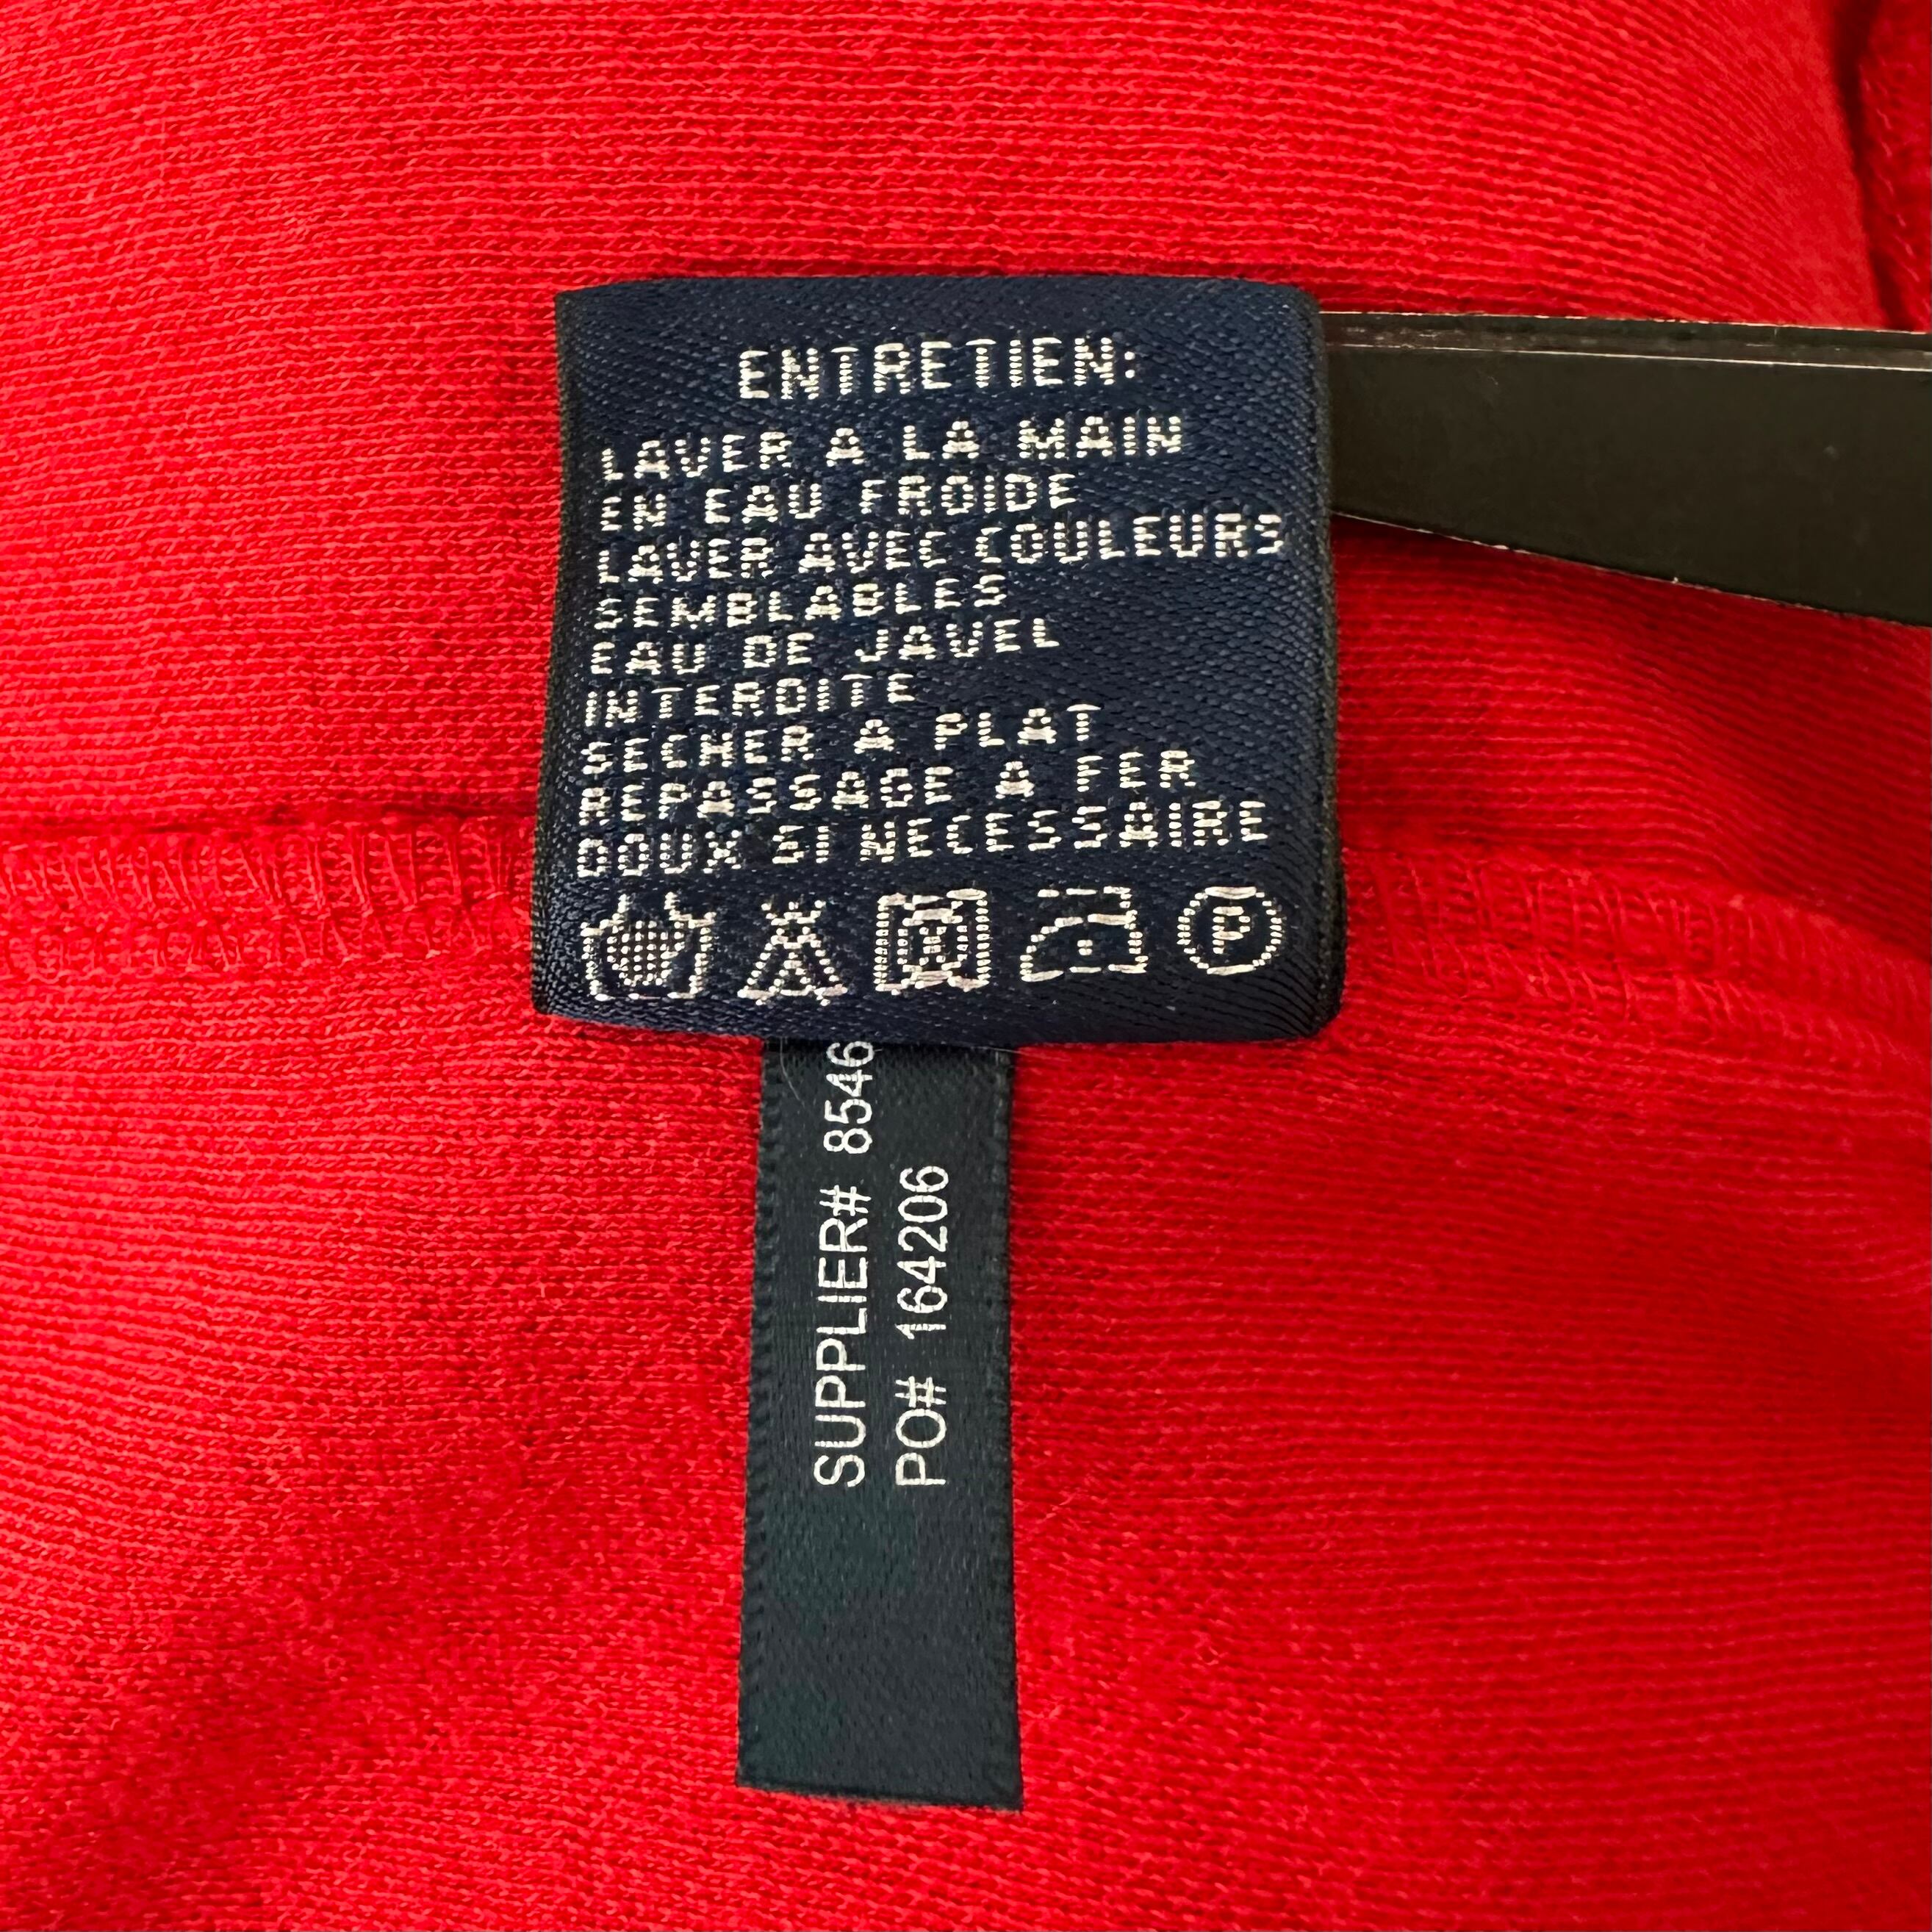 ENTRETIEN:
LAVER A LA MAIN
EN EAU FROIDE
LAVER AVEC COULEURS
SEMBLABLES
EAU DE JAVEL
INTERDITE
SECHER A PLAT
REPASSAGE A FER
DOUX SI NECESSAIRE
P
SUPPLIER# 8546
PO# 164206